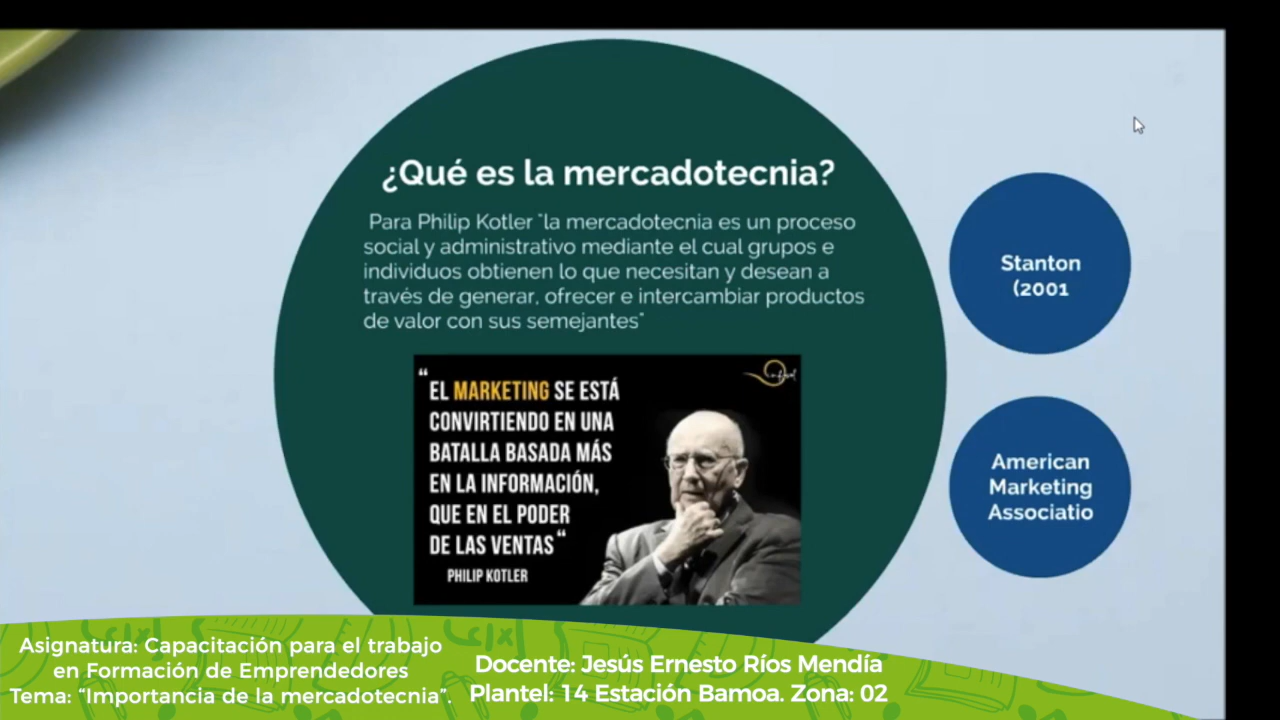 ¿Qué es la mercadotecnia?
Para Philip Kotler "la mercadotecnia es un proceso
social y administrativo mediante el cual grupos e
individuos obtienen lo que necesitan y desean a
través de generar, ofrecer e intercambiar productos
de valor con sus semejantes"
“
EL MARKETING SE ESTÁ
CONVIRTIENDO EN UNA
BATALLA BASADA MÁS
EN LA INFORMACIÓN,
QUE EN EL PODER
DE LAS VENTAS“
PHILIP KOTLER
Stanton
(2001
American
Marketing
Associatio
Asignatura: Capacitación para el trabajo
en Formación de Emprendedores
Tema: “Importancia de la mercadotecnia”.
Docente: Jesús Ernesto Ríos Mendía
Plantel: 14 Estación Bamoa. Zona: 02